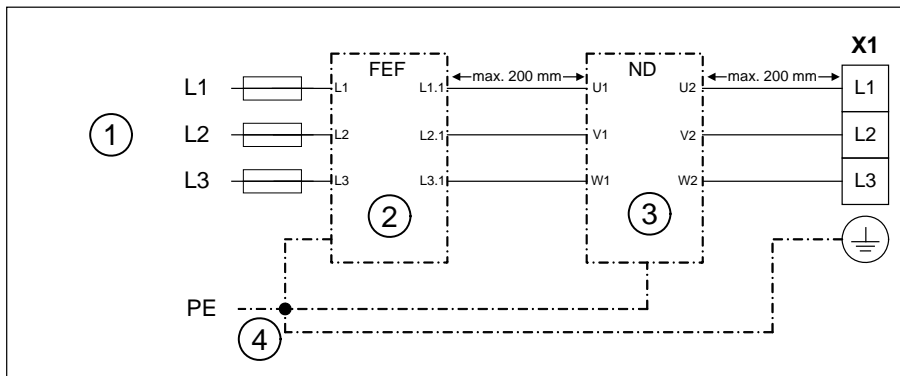 X1
FEF
max. 200 mm
ND
max. 200 mm
L1
L1
L1.1
U1
U2
L1
1
L2
L2
L2.1
V1
V2
L2
L3
L3
L3.1
W1
W2
L3
2
3
PE
4